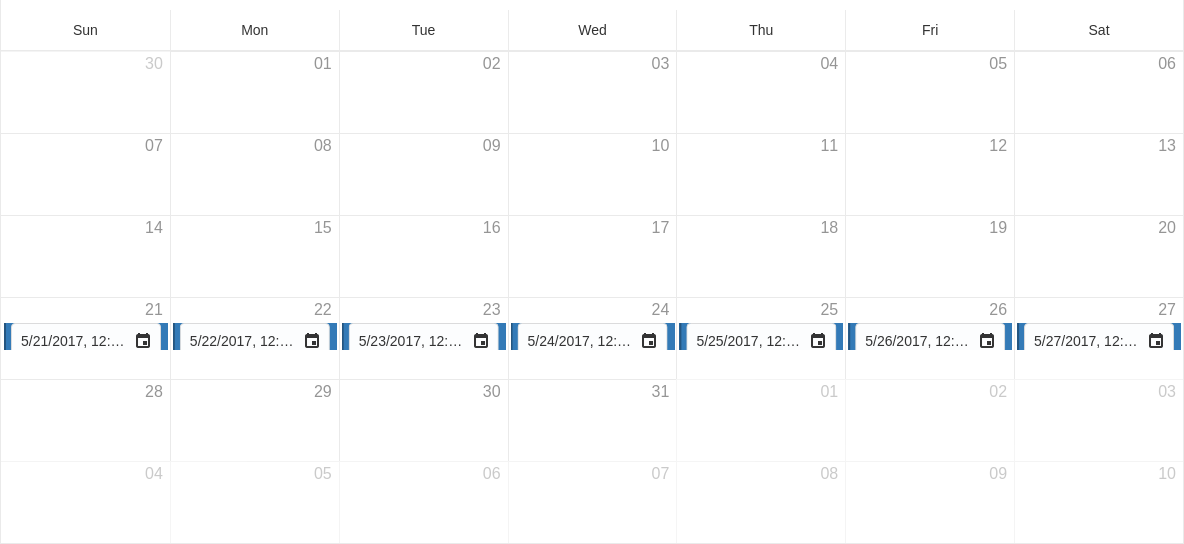 Sun Mon Tue Wed Thu Fri Sat
30 01 02 03 04 05 06
07 08 09 10 11 12 13
14 15 16 17 18 19 20
21 22 23 24 25 26 27
5/21/2017, 12:... 5/22/2017, 12:... 5/23/2017, 12:... 5/24/2017, 12:... 5/25/2017, 12:... 5/26/2017, 12:... 5/27/2017, 12:...
28 29 30 31 01 02 03
04 05 06 07 08 09 10